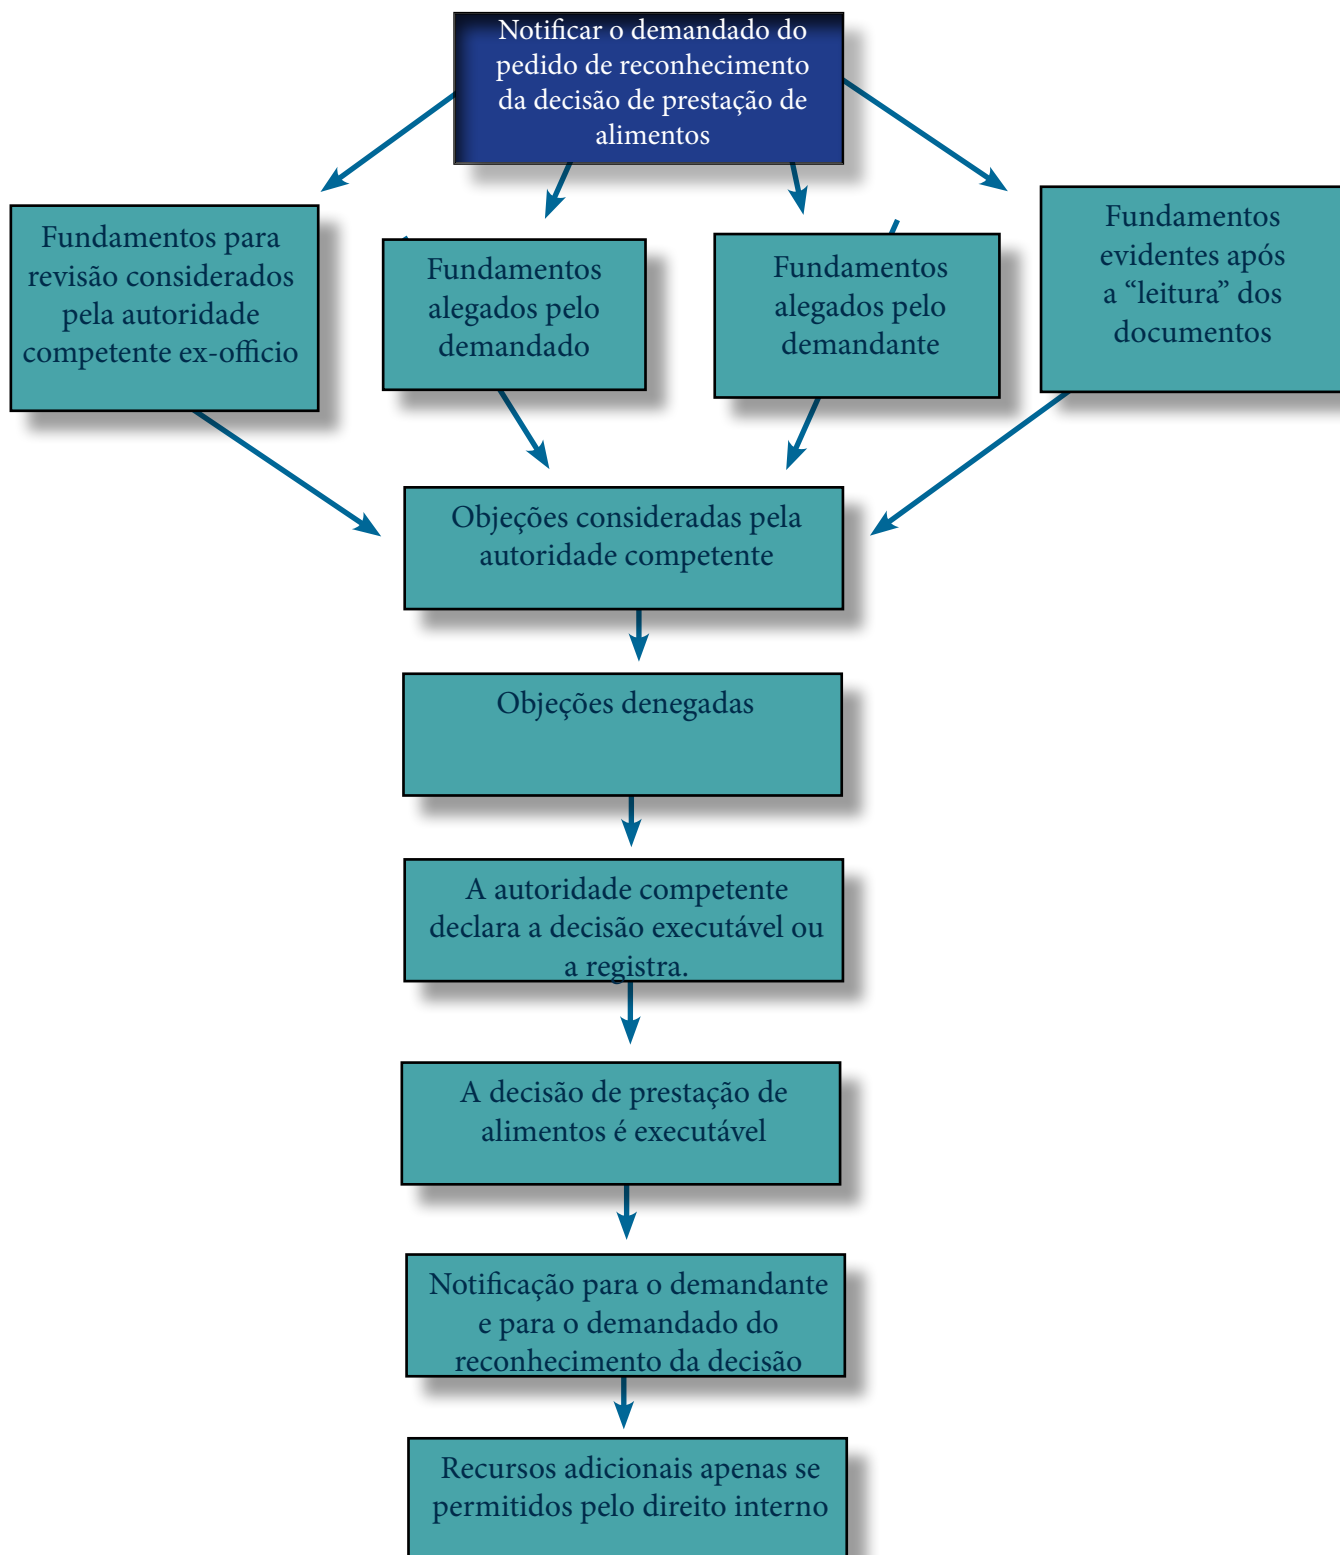 Notificar o demandado do
pedido de reconhecimento
da decisão de prestação de
alimentos
Fundamentos para
revisão considerados
pela autoridade
competente ex-officio
Fundamentos
alegados pelo
demandado
Fundamentos
alegados pelo
demandante
Fundamentos
evidentes após
a “leitura” dos
documentos
Objeções consideradas pela
autoridade competente
Objeções denegadas
A autoridade competente
declara a decisão executável ou
a registra.
A decisão de prestação de
alimentos é executável
Notificação para o demandante
e para o demandado do
reconhecimento da decisão
Recursos adicionais apenas se
permitidos pelo direito interno